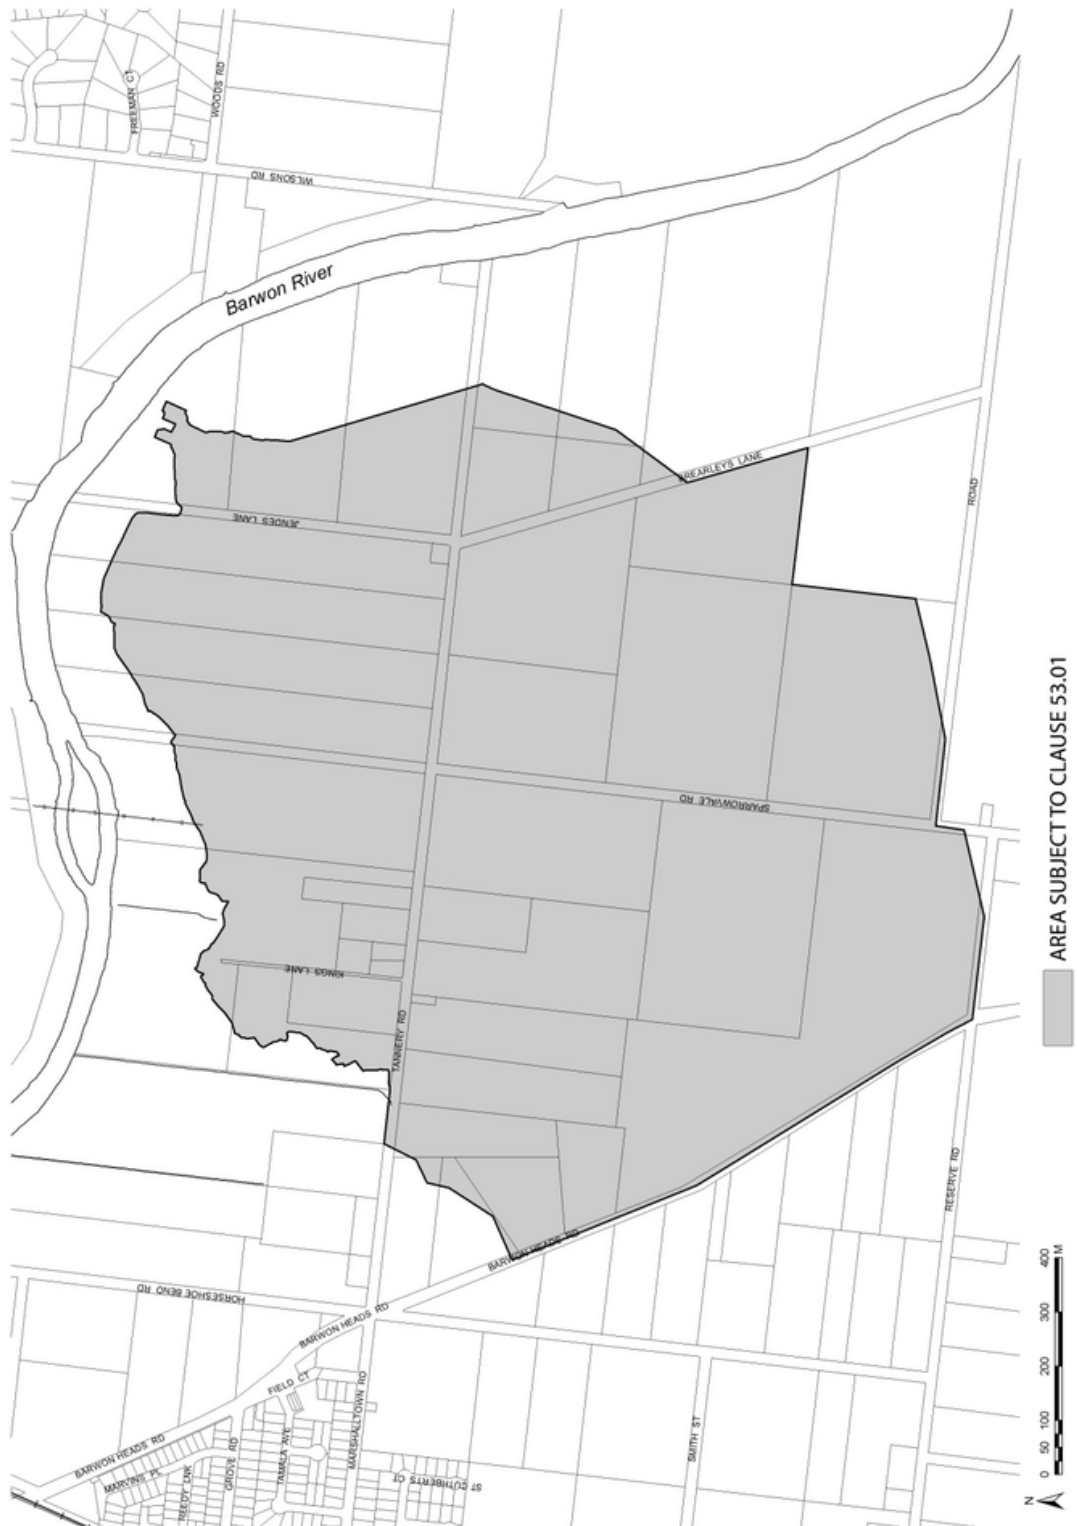 FREEMAN CT
WOODS RD
WILSONS RD
Barwon River
JENDES LANE
BREARLEYS LANE
ROAD
SPARROWVALE RD
KINGS LANE
TANNERY RD
RESERVE RD
BARWON HEADS RD
HORSESHOE BEND RD
BARWON HEADS RD
FIELD CT
MARSHALLTOWN RD
BARWON HEADS RD
MARVINS PL
REEDY LNK
GROVE RD
TAMALA AVE
ST CUTHBERTS CT
SMITH ST
AREA SUBJECT TO CLAUSE 53.01
N
0 50 100 200 300 400
M